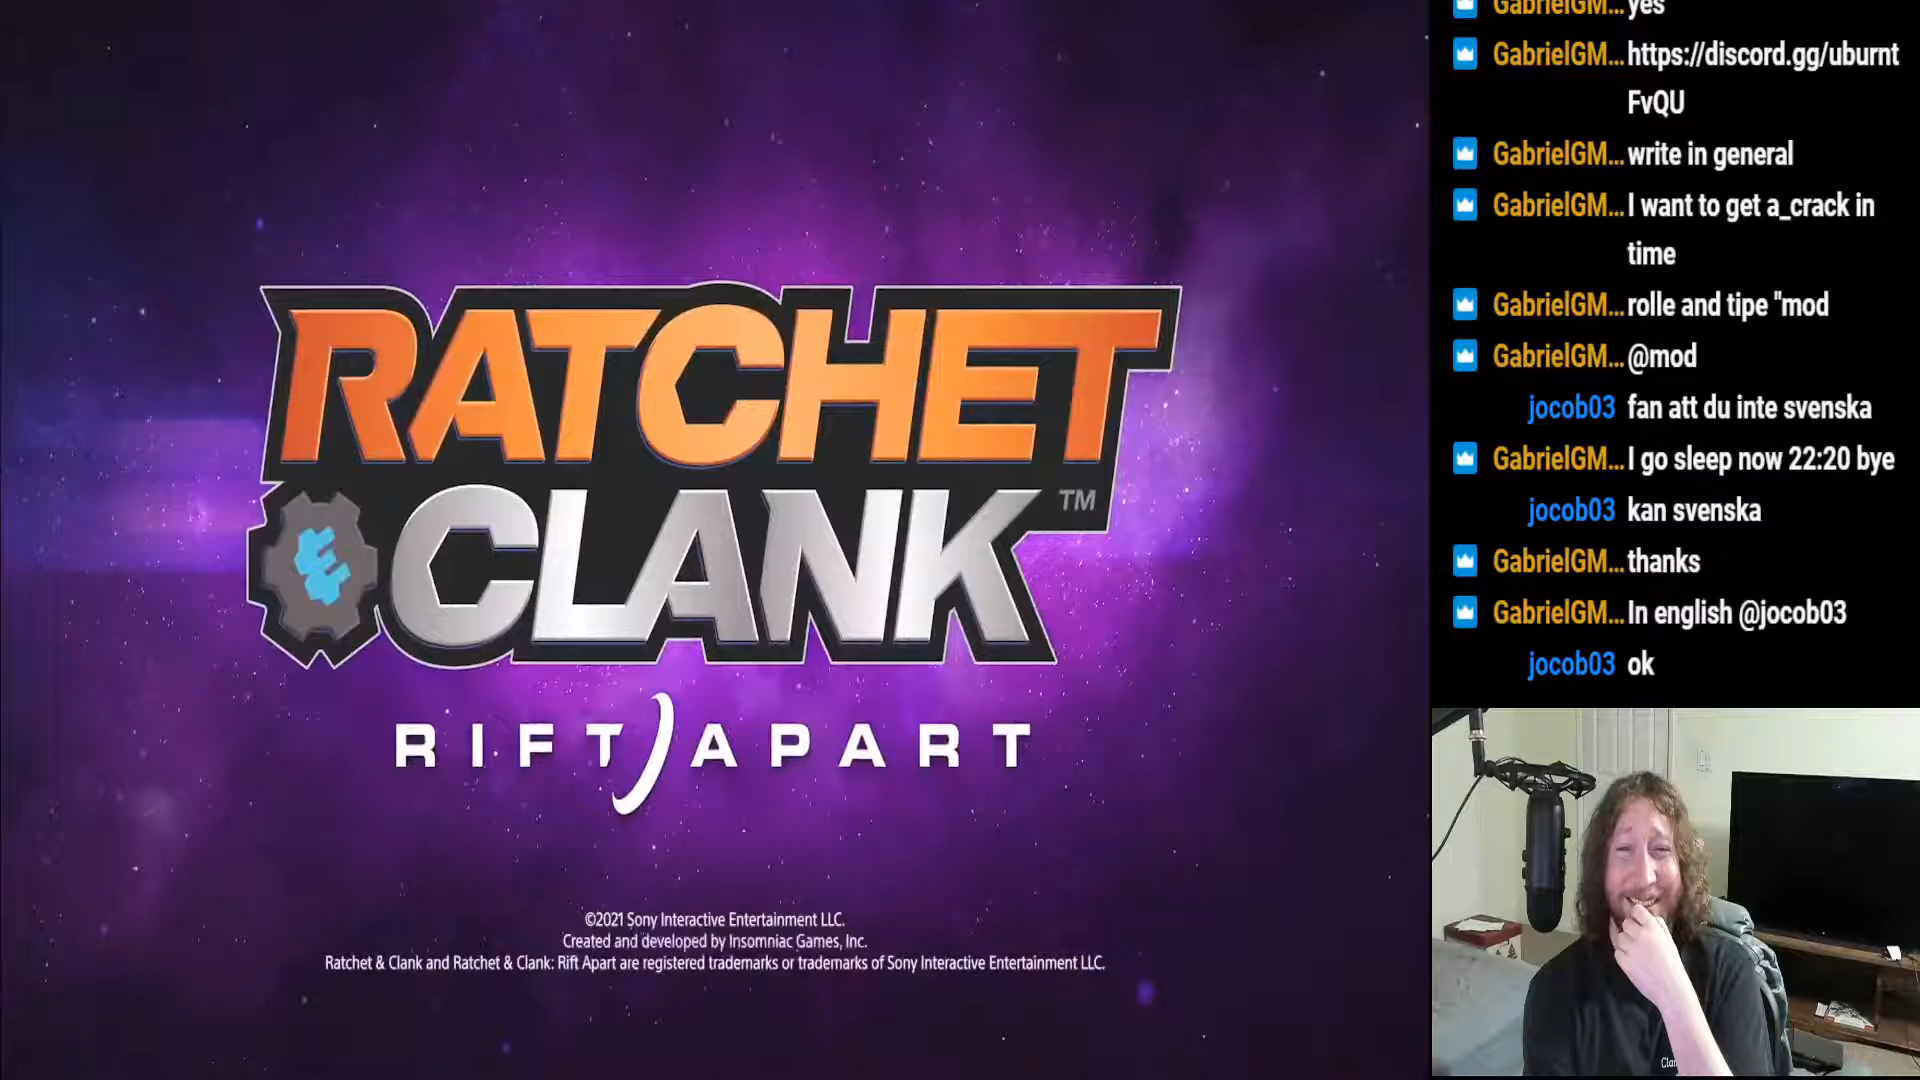 RATCHET
& CLANK™
RIFT APART
©2021 Sony Interactive Entertainment LLC.
Created and developed by Insomniac Games, Inc.
Ratchet & Clank and Ratchet & Clank: Rift Apart are registered trademarks or trademarks of Sony Interactive Entertainment LLC.
GabrielGM... yes
GabrielGM... https://discord.gg/uburnt
FvQU
GabrielGM... write in general
GabrielGM... I want to get a_crack in
time
GabrielGM... rolle and tipe "mod
GabrielGM... @mod
jocob03 fan att du inte svenska
GabrielGM... I go sleep now 22:20 bye
jocob03 kan svenska
GabrielGM... thanks
GabrielGM... In english @jocob03
jocob03 ok